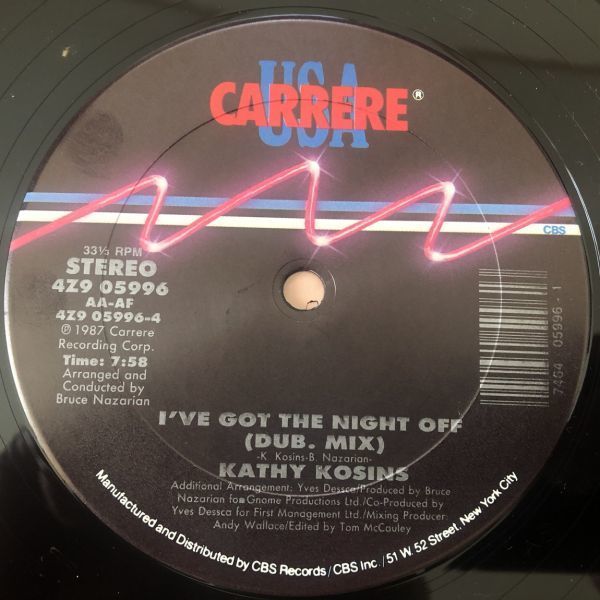 USA
CARRERE®
CBS
33⅓ RPM
STEREO
4Z9 05996
AA-AF
4Z9 05996-4
℗ 1987 Carrere
Recording Corp.
Time: 7:58
Arranged and
Conducted by
Bruce Nazarian
7464 05996-1
I'VE GOT THE NIGHT OFF
(DUB. MIX)
-K. Kosins-B. Nazarian-
KATHY KOSINS
Additional Arrangement: Yves Dessca/Produced by Bruce
Nazarian for Gnome Productions Ltd./Co-Produced by
Yves Dessca for First Management Ltd./Mixing Producer:
Andy Wallace/Edited by Tom McCauley
Manufactured and Distributed by CBS Records / CBS Inc. / 51 W. 52 Street, New York City